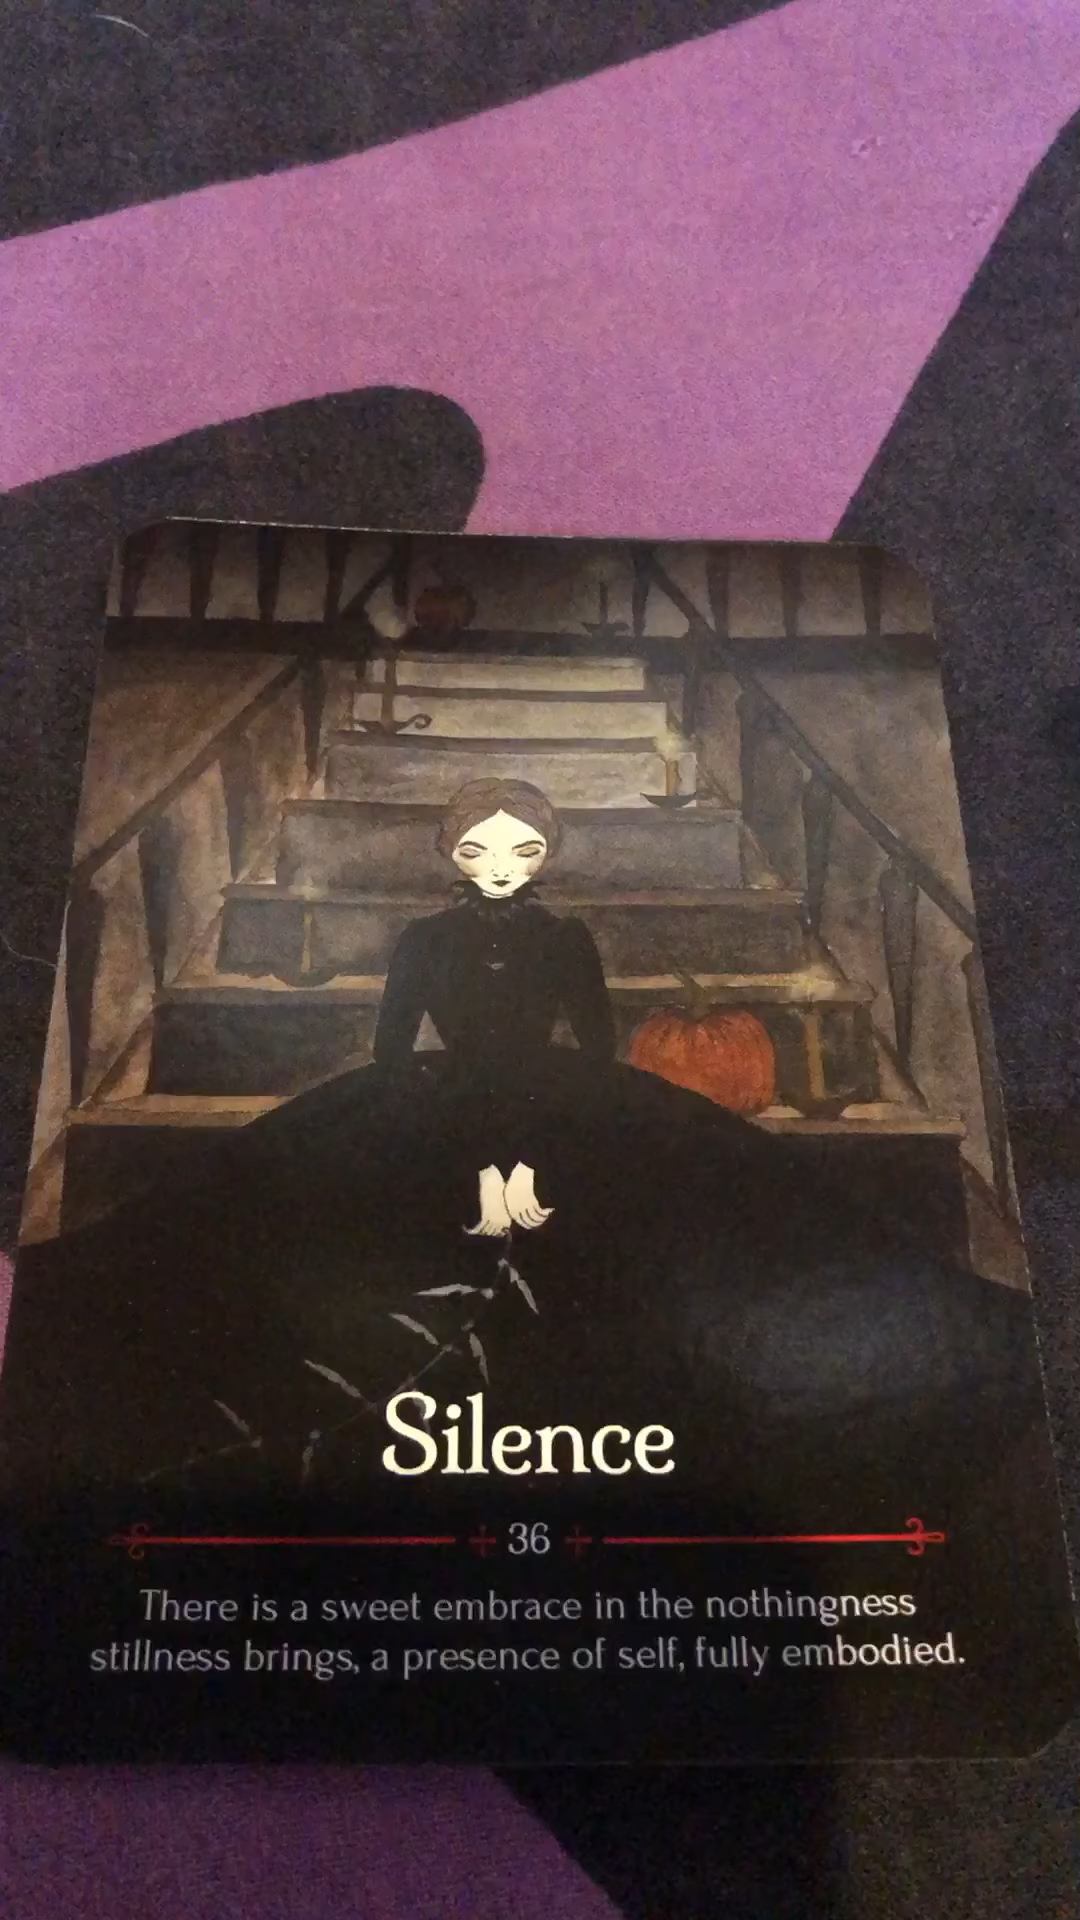 Silence
36
There is a sweet embrace in the nothingness
stillness brings, a presence of self, fully embodied.